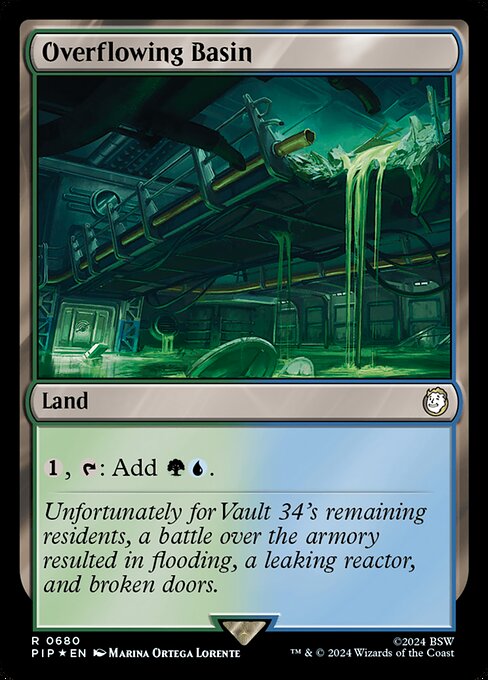 Overflowing Basin
Land
1, : Add .
Unfortunately for Vault 34's remaining
residents, a battle over the armory
resulted in flooding, a leaking reactor,
and broken doors.
R 0680
©2024 BSW
PIP★EN Marina Ortega Lorente
™ & © 2024 Wizards of the Coast